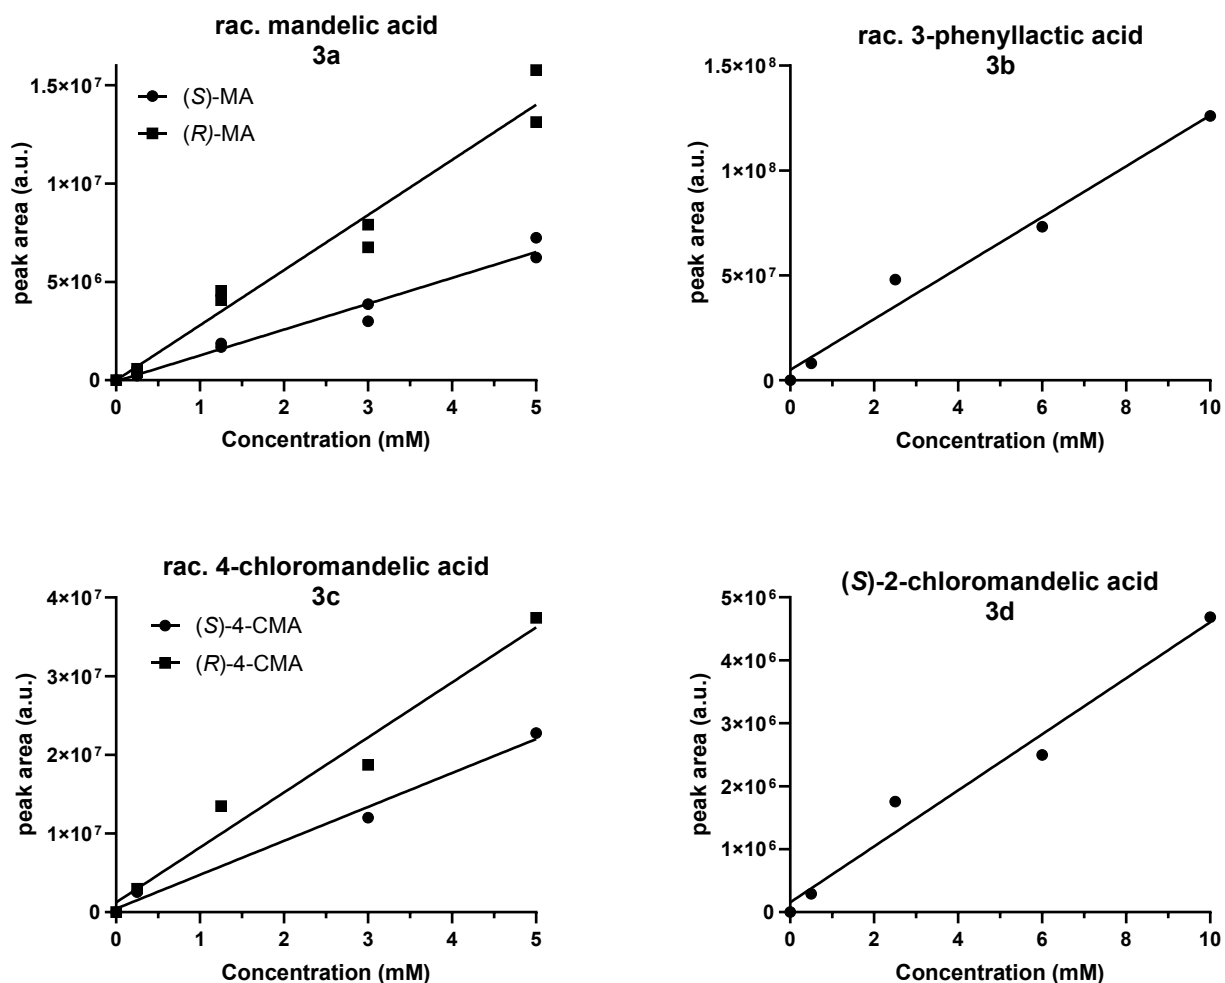 rac. mandelic acid
3a
(S)-MA
(R)-MA
peak area (a.u.)
1.5×10⁷
1×10⁷
5×10⁶
0
0 1 2 3 4 5
Concentration (mM)
rac. 3-phenyllactic acid
3b
peak area (a.u.)
1.5×10⁸
1×10⁸
5×10⁷
0
0 2 4 6 8 10
Concentration (mM)
rac. 4-chloromandelic acid
3c
(S)-4-CMA
(R)-4-CMA
peak area (a.u.)
4×10⁷
3×10⁷
2×10⁷
1×10⁷
0
0 1 2 3 4 5
Concentration (mM)
(S)-2-chloromandelic acid
3d
peak area (a.u.)
5×10⁶
4×10⁶
3×10⁶
2×10⁶
1×10⁶
0
0 2 4 6 8 10
Concentration (mM)